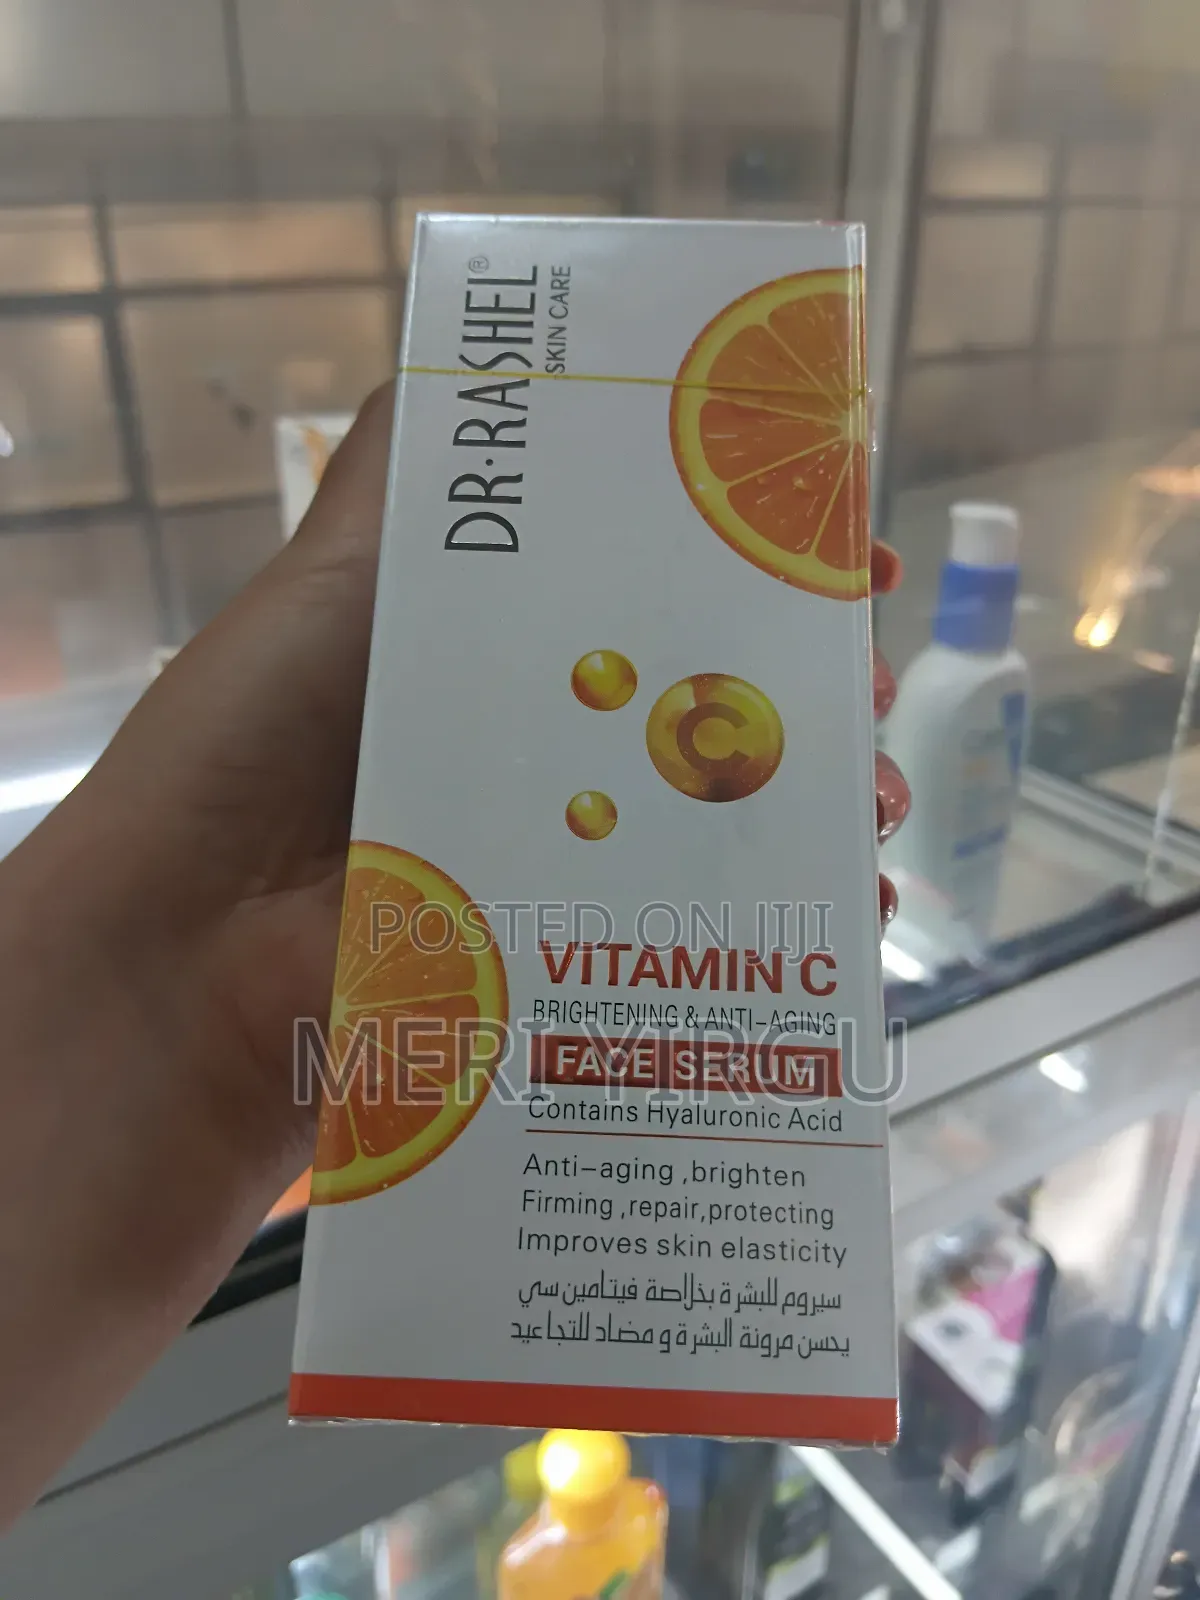 DR·RASHEL®
SKIN CARE
C
POSTED ON JIJI
VITAMIN C
BRIGHTENING & ANTI-AGING
MERI YIRGU
FACE SERUM
Contains Hyaluronic Acid
Anti-aging ,brighten
Firming ,repair,protecting
Improves skin elasticity
سيروم للبشرة بخلاصة فيتامين سي
يحسن مرونة البشرة و مضاد للتجاعيد